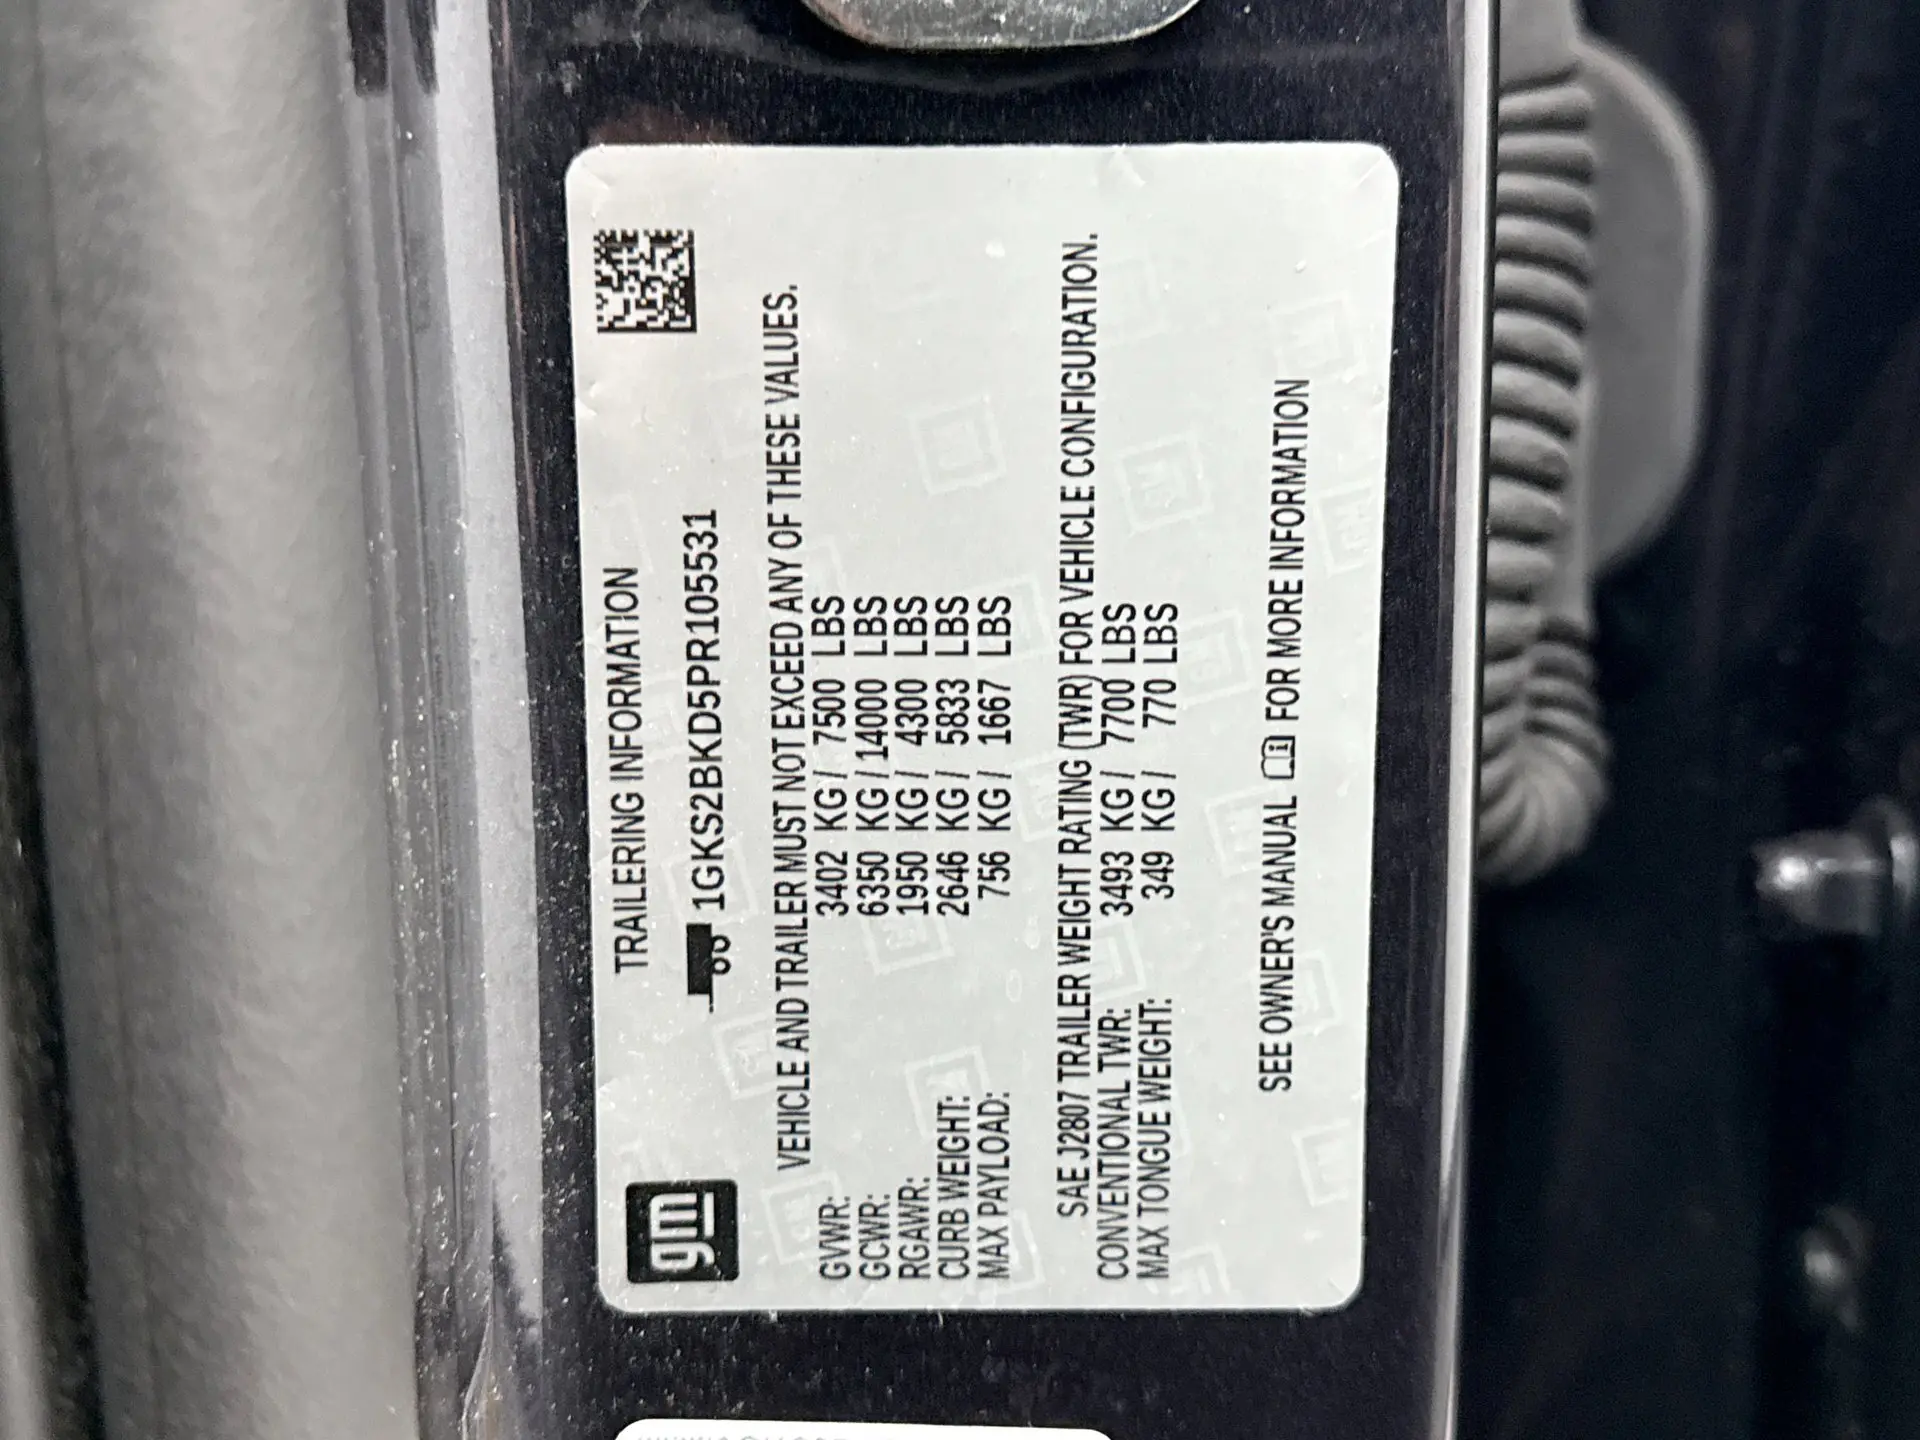 gm
TRAILERING INFORMATION
1GKS2BKD5PR105531
VEHICLE AND TRAILER MUST NOT EXCEED ANY OF THESE VALUES.
GVWR: 3402 KG / 7500 LBS
GCWR: 6350 KG / 14000 LBS
RGAWR: 1950 KG / 4300 LBS
CURB WEIGHT: 2646 KG / 5833 LBS
MAX PAYLOAD: 756 KG / 1667 LBS
SAE J2807 TRAILER WEIGHT RATING (TWR) FOR VEHICLE CONFIGURATION.
CONVENTIONAL TWR: 3493 KG / 7700 LBS
MAX TONGUE WEIGHT: 349 KG / 770 LBS
SEE OWNER'S MANUAL FOR MORE INFORMATION